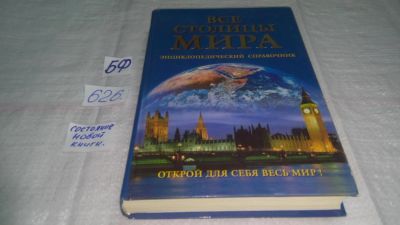 ВСЕ
СТОЛИЦЫ
МИРА
ЭНЦИКЛОПЕДИЧЕСКИЙ СПРАВОЧНИК
ОТКРОЙ ДЛЯ СЕБЯ ВЕСЬ МИР!
БФ
626
состояние
новой
книги.